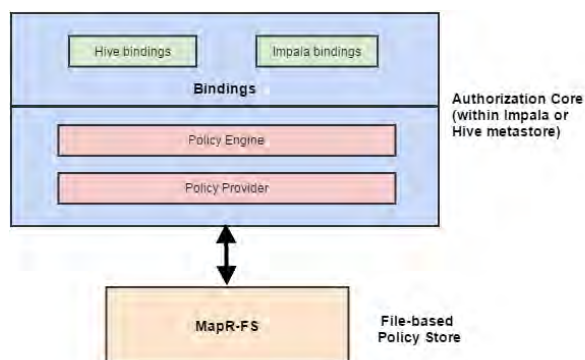 Hive bindings
Impala bindings
Bindings
Authorization Core
(within Impala or
Hive metastore)
Policy Engine
Policy Provider
MapR-FS
File-based
Policy Store